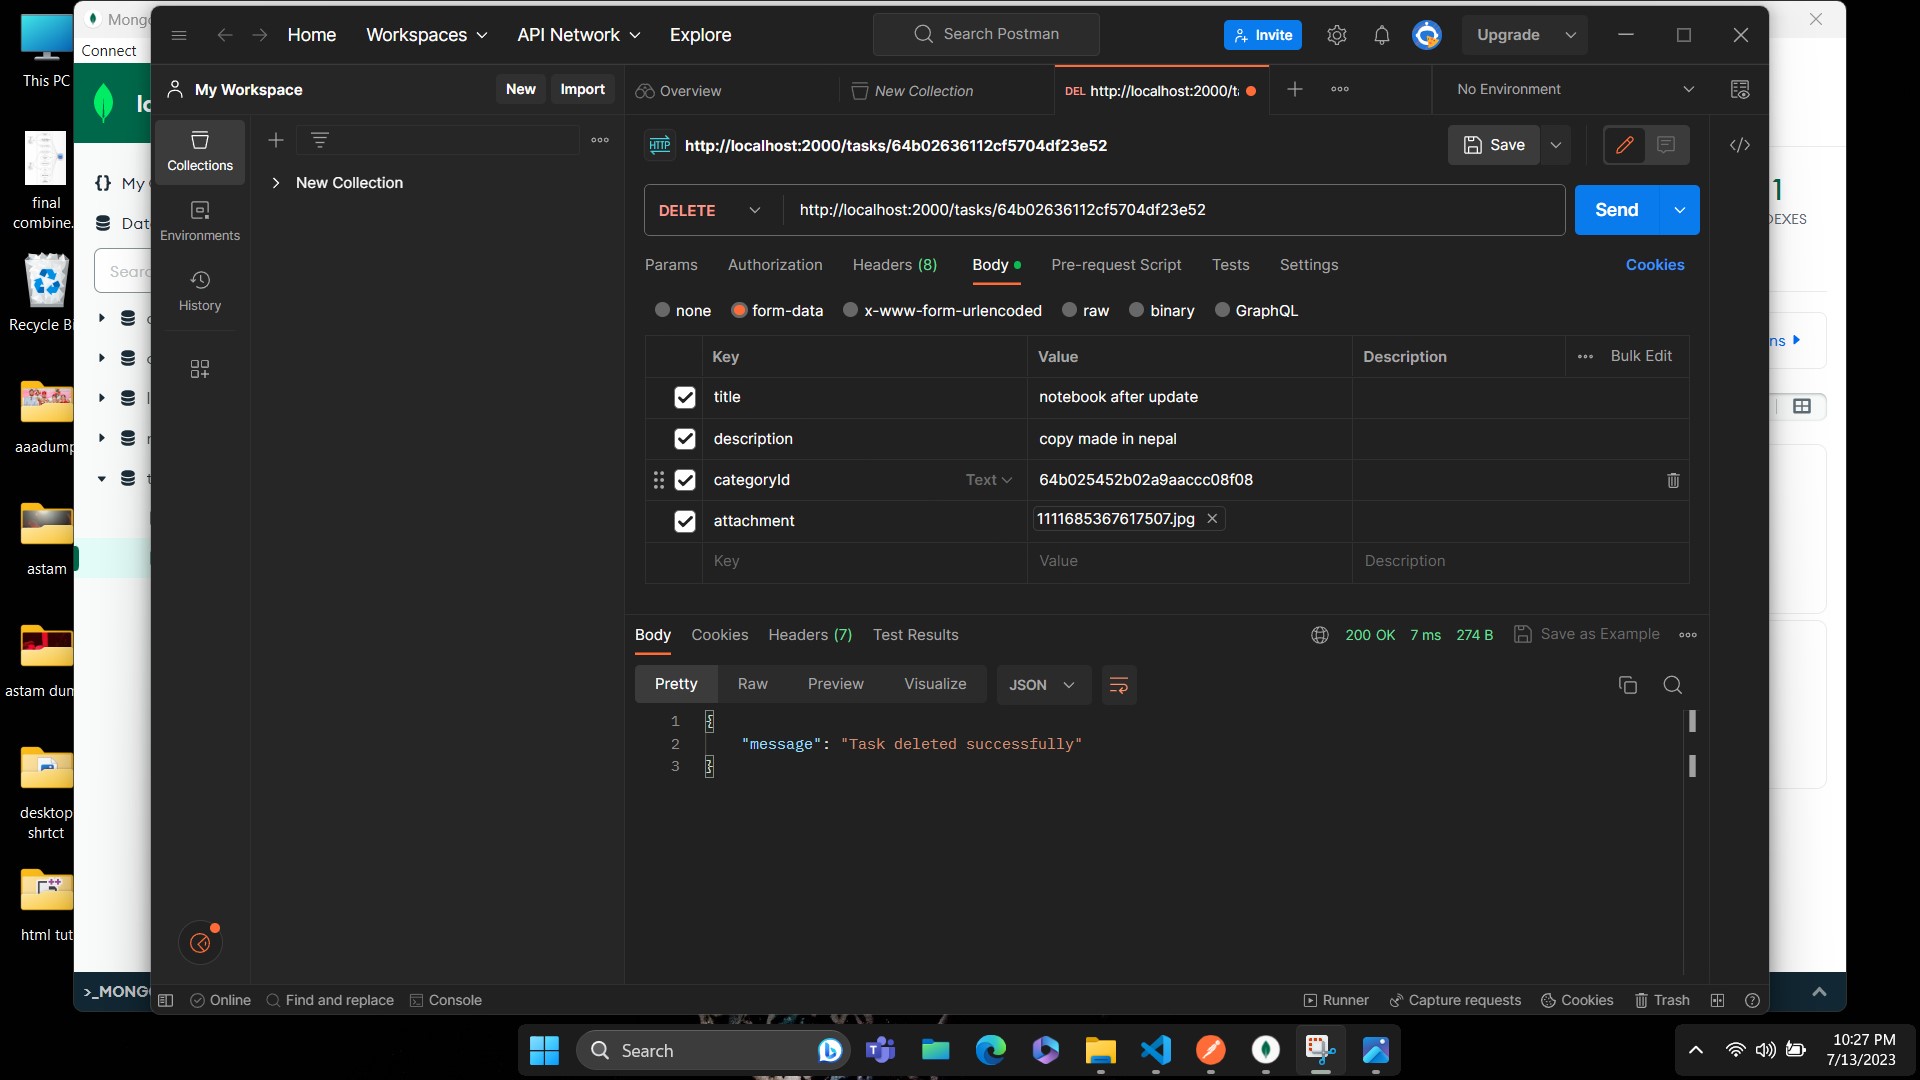 This PC
final
combine.
Recycle Bi
aaadump
astam
astam dum
desktop
shrtct
html tut
Mong
Connect
lo
{} My
Dat
Searc
>_MONG
Home
Workspaces
API Network
Explore
Search Postman
Invite
Upgrade
My Workspace
New
Import
Overview
New Collection
DEL http://localhost:2000/t
No Environment
Collections
Environments
History
New Collection
HTTP
http://localhost:2000/tasks/64b02636112cf5704df23e52
Save
</>
DELETE
http://localhost:2000/tasks/64b02636112cf5704df23e52
Send
Params
Authorization
Headers (8)
Body
Pre-request Script
Tests
Settings
Cookies
none
form-data
x-www-form-urlencoded
raw
binary
GraphQL
Key
Value
Description
Bulk Edit
title
notebook after update
description
copy made in nepal
categoryId
Text
64b025452b02a9aaccc08f08
attachment
1111685367617507.jpg
Key
Value
Description
Body
Cookies
Headers (7)
Test Results
200 OK
7 ms
274 B
Save as Example
Pretty
Raw
Preview
Visualize
JSON
1 {
2 "message": "Task deleted successfully"
3 }
Online
Find and replace
Console
Runner
Capture requests
Cookies
Trash
1
DEXES
ns
Search
10:27 PM
7/13/2023